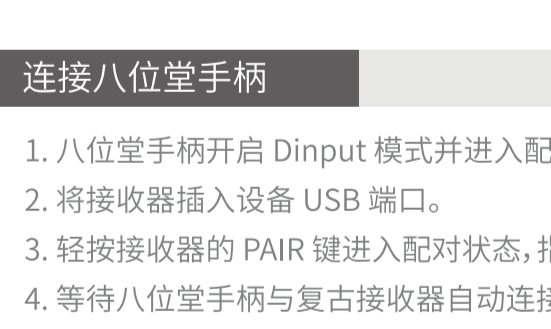 连接八位堂手柄
1. 八位堂手柄开启 Dinput 模式并进入配
2. 将接收器插入设备 USB 端口。
3. 轻按接收器的 PAIR 键进入配对状态，指
4. 等待八位堂手柄与复古接收器自动连接